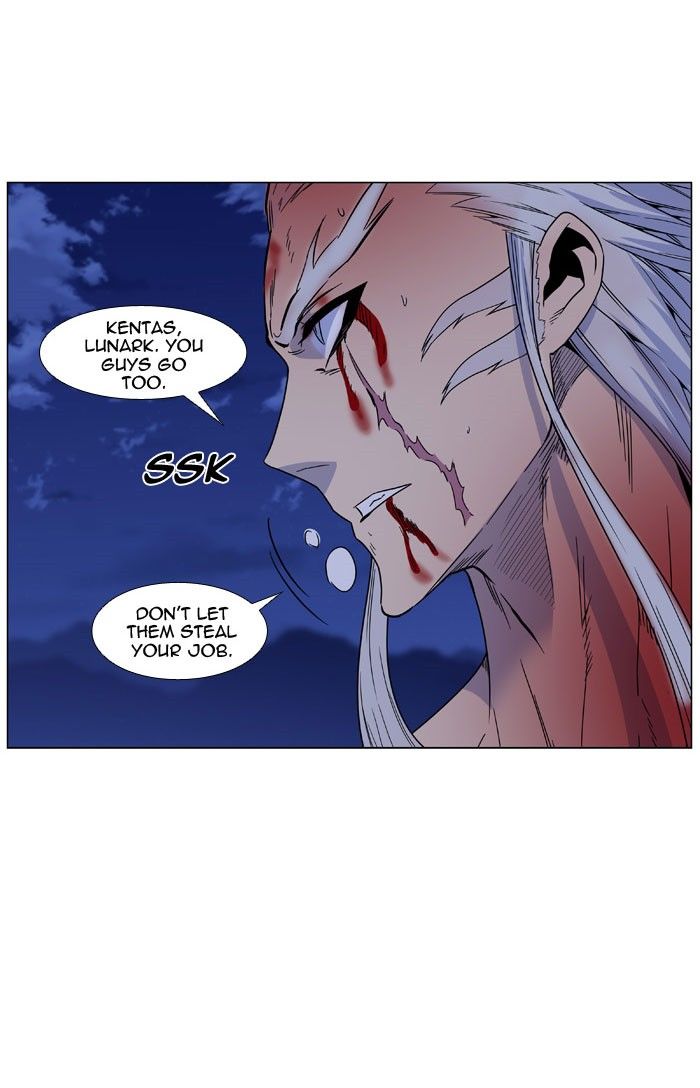 KENTAS,
LUNARK. YOU
GUYS GO
TOO.
SSK
DON'T LET
THEM STEAL
YOUR JOB.